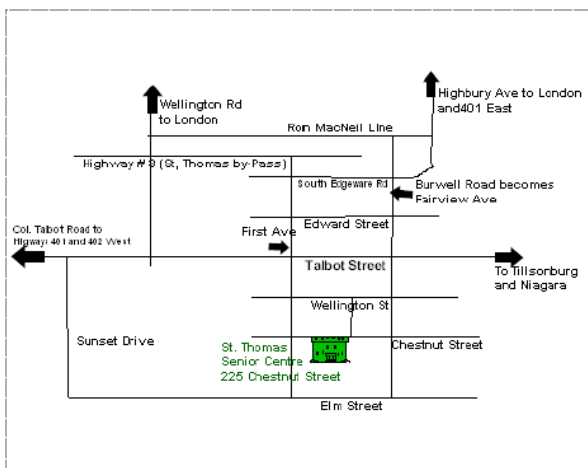 Wellington Rd
to London
Highbury Ave to London
and401 East
Ron MacNeil Line
Highway # 3 (St, Thomas by-Pass)
South Edgeware Rd
Burwell Road becomes
Fairview Ave
Edward Street
First Ave
Col. Talbot Road to
Higway 401 and 402 West
Talbot Street
To Tillsonburg
and Niagara
Wellington St
Sunset Drive
Chestnut Street
St. Thomas
Senior Centre
225 Chestnut Street
Elm Street